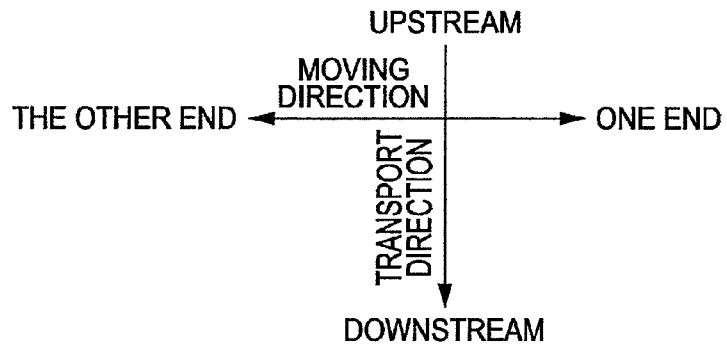 UPSTREAM
MOVING
DIRECTION
THE OTHER END
ONE END
TRANSPORT
DIRECTION
DOWNSTREAM